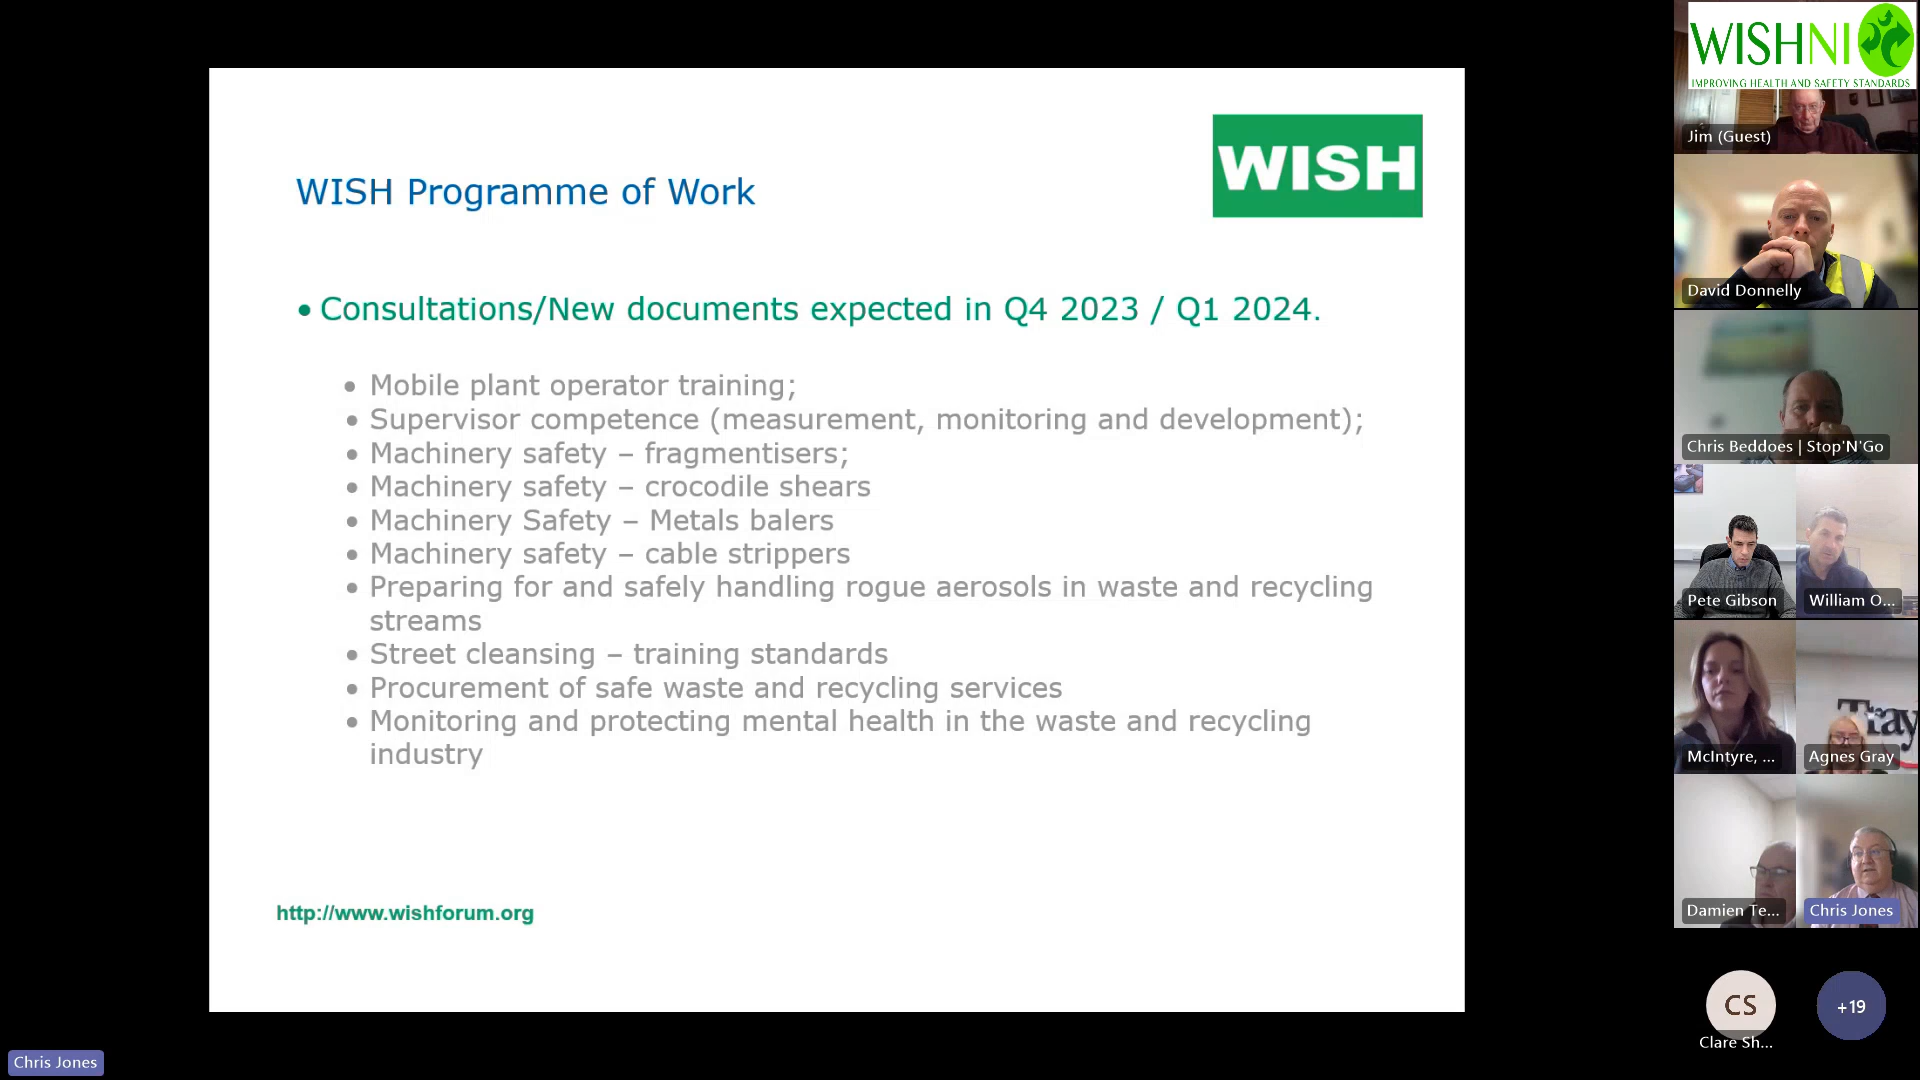 WISH
WISH Programme of Work
• Consultations/New documents expected in Q4 2023 / Q1 2024.
• Mobile plant operator training;
• Supervisor competence (measurement, monitoring and development);
• Machinery safety – fragmentisers;
• Machinery safety – crocodile shears
• Machinery Safety – Metals balers
• Machinery safety – cable strippers
• Preparing for and safely handling rogue aerosols in waste and recycling
streams
• Street cleansing – training standards
• Procurement of safe waste and recycling services
• Monitoring and protecting mental health in the waste and recycling
industry
http://www.wishforum.org
Chris Jones
WISHNI
IMPROVING HEALTH AND SAFETY STANDARDS
Jim (Guest)
David Donnelly
Chris Beddoes | Stop'N'Go
Pete Gibson
William O...
McIntyre, ...
Tray
Agnes Gray
Damien Te...
Chris Jones
CS
Clare Sh...
+19